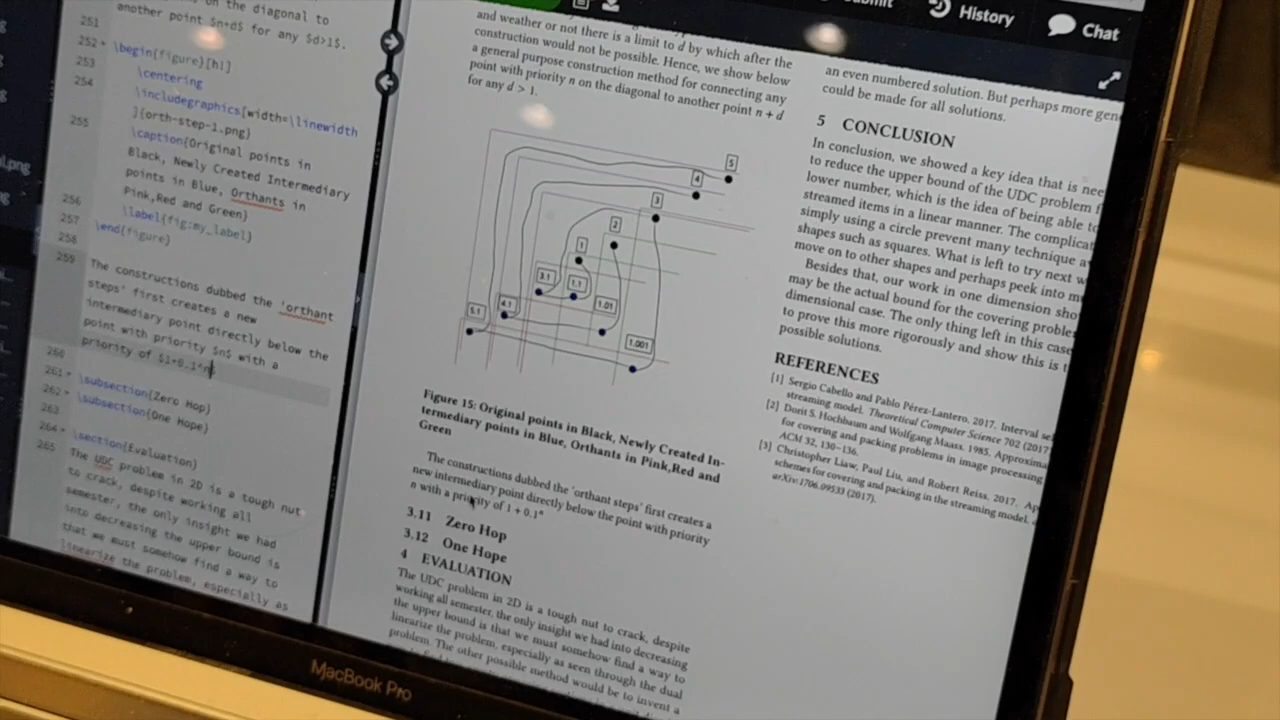 on the diagonal to
251 another point $n+d$ for any $d>1$.
252 \begin{figure}[h!]
253 \centering
254 \includegraphics[width=\linewidth
]{orth-step-1.png}
255 \caption{Original points in
Black, Newly Created Intermediary
points in Blue, Orthants in
Pink,Red and Green}
256 \label{fig:my_label}
257 \end{figure}
258
259 The constructions dubbed the 'orthant
steps' first creates a new
intermediary point directly below the
point with priority $n$ with a
priority of $1+0.1^n$
260
261 \subsection{Zero Hop}
262 \subsection{One Hope}
263
264 \section{Evaluation}
265 The UDC problem in 2D is a tough nut
to crack, despite working all
semester, the only insight we had
into decreasing the upper bound is
that we must somehow find a way to
linearize the problem, especially as
History
Chat
and weather or not there is a limit to d by which after the
construction would not be possible. Hence, we show below
a general purpose construction method for connecting any
point with priority n on the diagonal to another point n + d
for any d > 1.
5
4
3
2
1
3.1
1.1
1.01
4.1
5.1
1.001
Figure 15: Original points in Black, Newly Created In-
termediary points in Blue, Orthants in Pink,Red and
Green
The constructions dubbed the 'orthant steps' first creates a
new intermediary point directly below the point with priority
n with a priority of 1 + 0.1ⁿ
3.11 Zero Hop
3.12 One Hope
4 EVALUATION
The UDC problem in 2D is a tough nut to crack, despite
working all semester, the only insight we had into decreasing
the upper bound is that we must somehow find a way to
linearize the problem, especially as seen through the dual
problem. The other possible method would be to invent a
an even numbered solution. But perhaps more gen
could be made for all solutions.
5 CONCLUSION
In conclusion, we showed a key idea that is nee
to reduce the upper bound of the UDC problem f
lower number, which is the idea of being able to
streamed items in a linear manner. The complicat
simply using a circle prevent many technique a
shapes such as squares. What is left to try next w
move on to other shapes and perhaps peek into m
Besides that, our work in one dimension sho
may be the actual bound for the covering proble
dimensional case. The only thing left in this case
to prove this more rigorously and show this is t
possible solutions.
REFERENCES
[1] Sergio Cabello and Pablo Pérez-Lantero. 2017. Interval se
streaming model. Theoretical Computer Science 702 (2017
[2] Dorit S. Hochbaum and Wolfgang Maass. 1985. Approxima
for covering and packing problems in image processing
ACM 32, 130–136.
[3] Christopher Liaw, Paul Liu, and Robert Reiss. 2017. Ap
schemes for covering and packing in the streaming model.
arXiv:1706.09533 (2017).
MacBook Pro